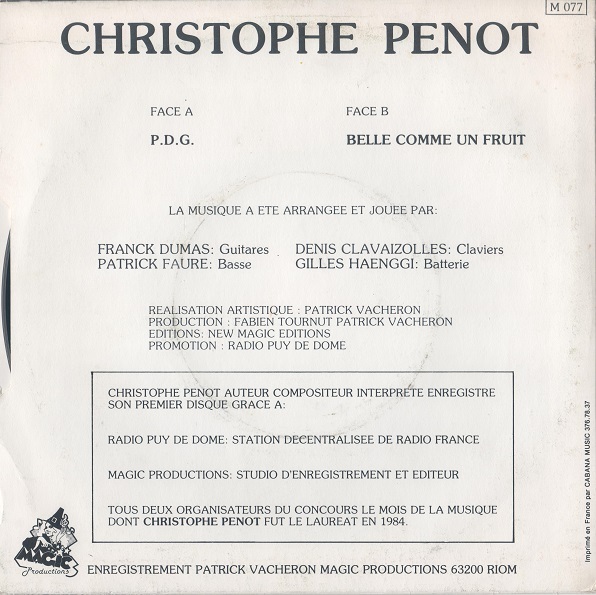 M 077
CHRISTOPHE PENOT
FACE A
P.D.G.
FACE B
BELLE COMME UN FRUIT
LA MUSIQUE A ETE ARRANGEE ET JOUEE PAR:
FRANCK DUMAS: Guitares
PATRICK FAURE: Basse
DENIS CLAVAIZOLLES: Claviers
GILLES HAENGGI: Batterie
REALISATION ARTISTIQUE : PATRICK VACHERON
PRODUCTION : FABIEN TOURNUT PATRICK VACHERON
EDITIONS: NEW MAGIC EDITIONS
PROMOTION : RADIO PUY DE DOME
CHRISTOPHE PENOT AUTEUR COMPOSITEUR INTERPRETE ENREGISTRE
SON PREMIER DISQUE GRACE A:
RADIO PUY DE DOME: STATION DECENTRALISEE DE RADIO FRANCE
MAGIC PRODUCTIONS: STUDIO D'ENREGISTREMENT ET EDITEUR
TOUS DEUX ORGANISATEURS DU CONCOURS LE MOIS DE LA MUSIQUE
DONT CHRISTOPHE PENOT FUT LE LAUREAT EN 1984.
MAGIC
Productions
ENREGISTREMENT PATRICK VACHERON MAGIC PRODUCTIONS 63200 RIOM
Imprimé en France par CABANA MUSIC 376.78.37